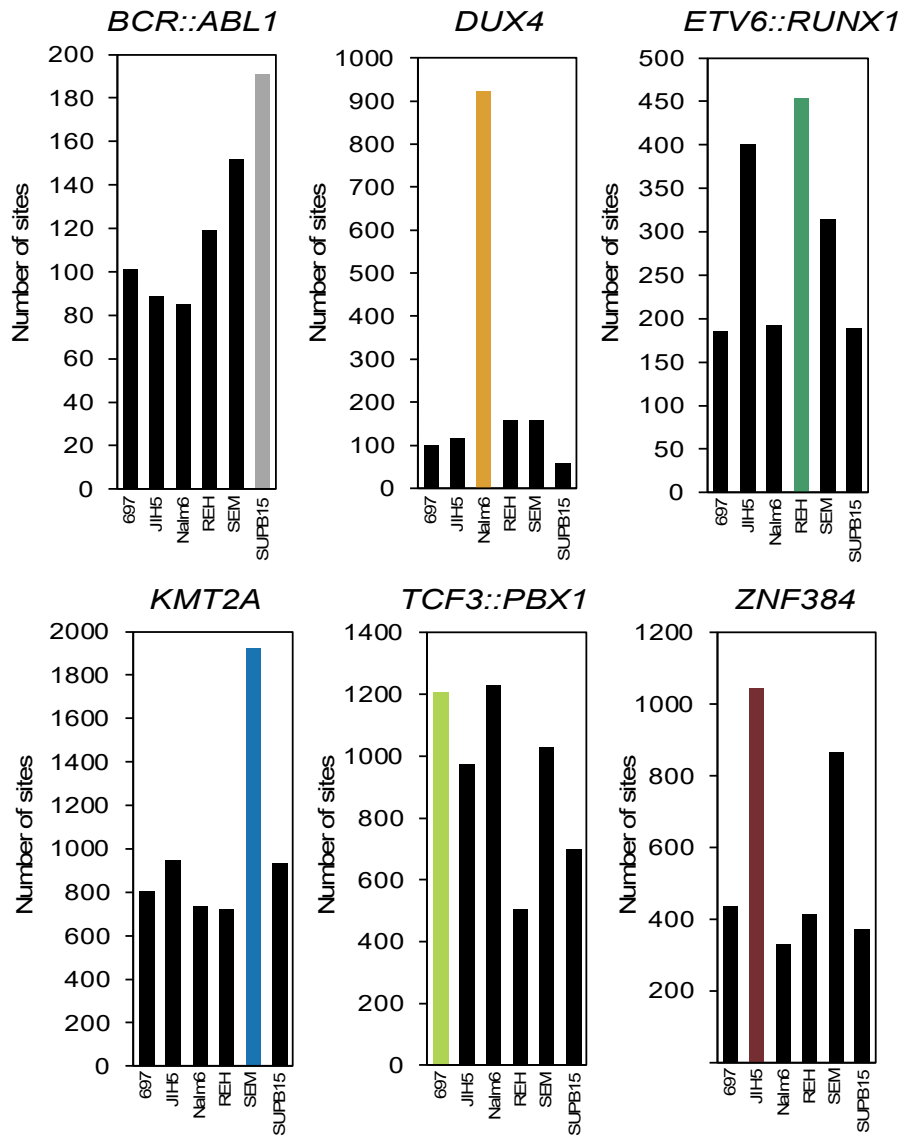 BCR::ABL1
DUX4
ETV6::RUNX1
Number of sites
200
180
160
140
120
100
80
60
40
20
0
697
JIH5
Nalm6
REH
SEM
SUPB15
Number of sites
1000
900
800
700
600
500
400
300
200
100
0
697
JIH5
Nalm6
REH
SEM
SUPB15
Number of sites
500
450
400
350
300
250
200
150
100
50
0
697
JIH5
Nalm6
REH
SEM
SUPB15
KMT2A
TCF3::PBX1
ZNF384
Number of sites
2000
1800
1600
1400
1200
1000
800
600
400
200
0
697
JIH5
Nalm6
REH
SEM
SUPB15
Number of sites
1400
1200
1000
800
600
400
200
0
697
JIH5
Nalm6
REH
SEM
SUPB15
Number of sites
1200
1000
800
600
400
200
697
JIH5
Nalm6
REH
SEM
SUPB15